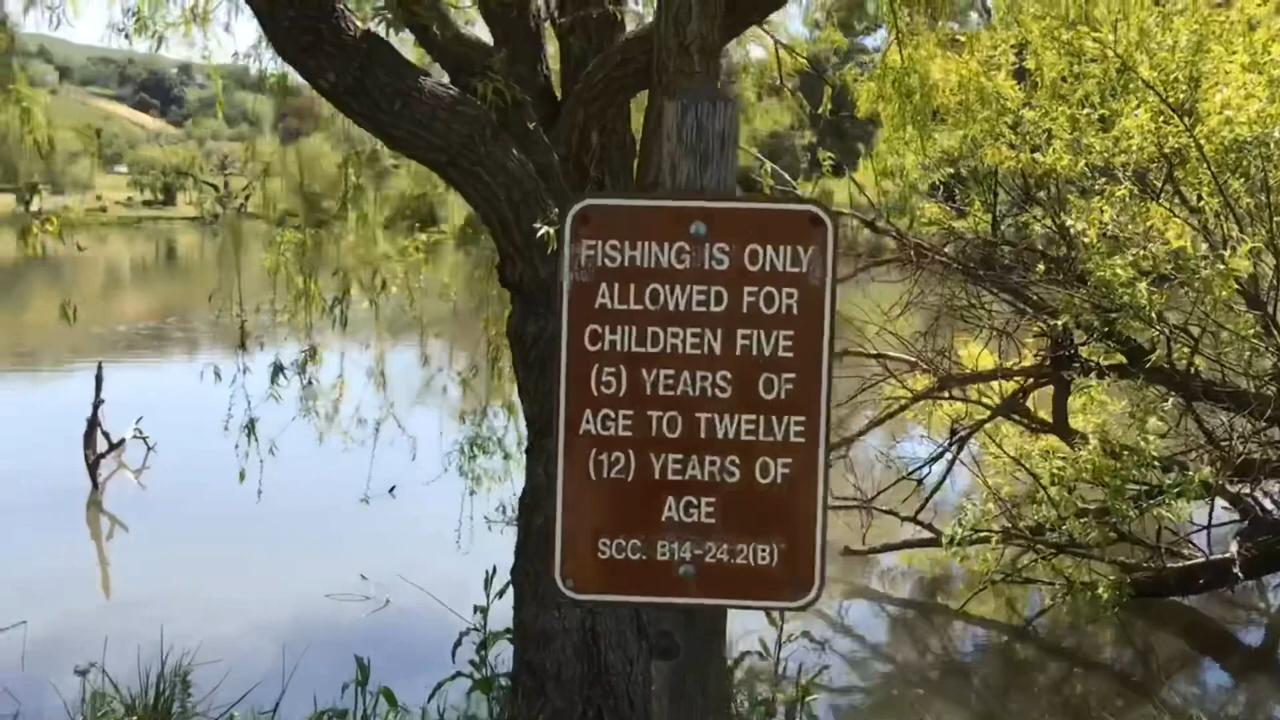 FISHING IS ONLY
ALLOWED FOR
CHILDREN FIVE
(5) YEARS OF
AGE TO TWELVE
(12) YEARS OF
AGE
SCC. B14-24.2(B)